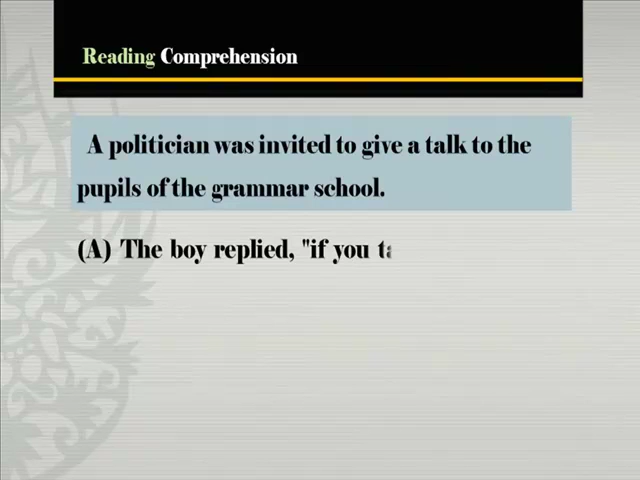 Reading Comprehension
A politician was invited to give a talk to the
pupils of the grammar school.
(A) The boy replied, "if you